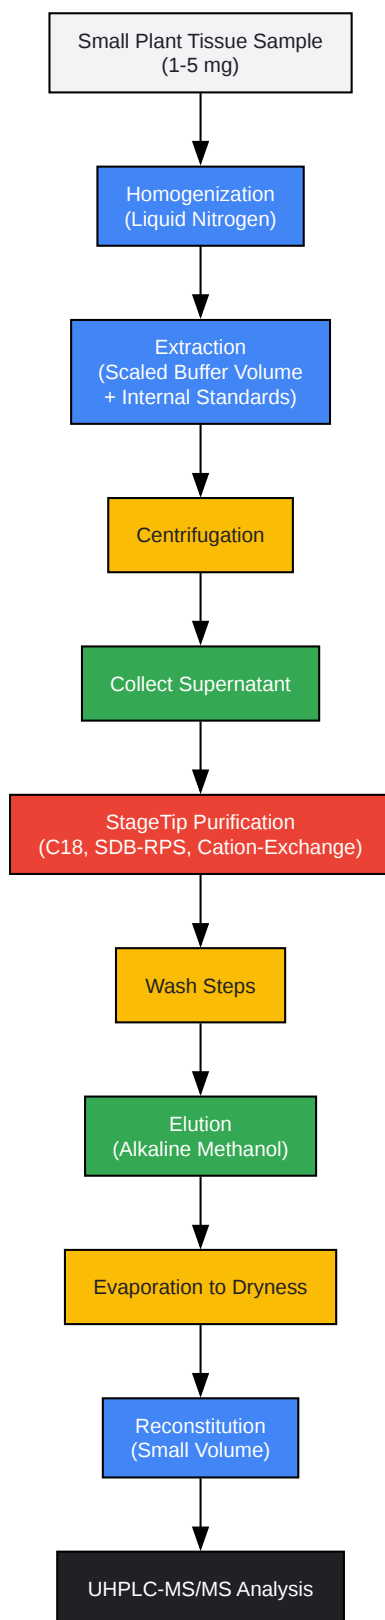 Small Plant Tissue Sample
(1-5 mg)
Homogenization
(Liquid Nitrogen)
Extraction
(Scaled Buffer Volume
+ Internal Standards)
Centrifugation
Collect Supernatant
StageTip Purification
(C18, SDB-RPS, Cation-Exchange)
Wash Steps
Elution
(Alkaline Methanol)
Evaporation to Dryness
Reconstitution
(Small Volume)
UHPLC-MS/MS Analysis